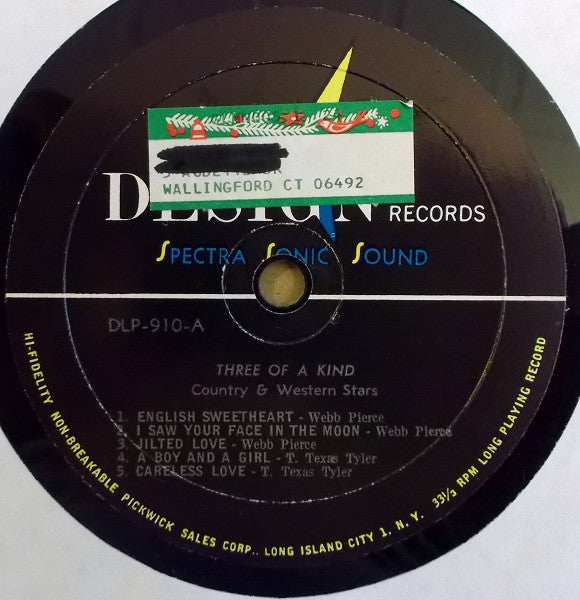 WALLINGFORD CT 06492
DESIGN RECORDS
SPECTRA SONIC SOUND
DLP-910-A
THREE OF A KIND
Country & Western Stars
1. ENGLISH SWEETHEART - Webb Pierce
2. I SAW YOUR FACE IN THE MOON - Webb Pierce
3. JILTED LOVE - Webb Pierce
4. A BOY AND A GIRL - T. Texas Tyler
5. CARELESS LOVE - T. Texas Tyler
HI-FIDELITY NON-BREAKABLE PICKWICK SALES CORP., LONG ISLAND CITY 1, N. Y. 33⅓ RPM LONG PLAYING RECORD